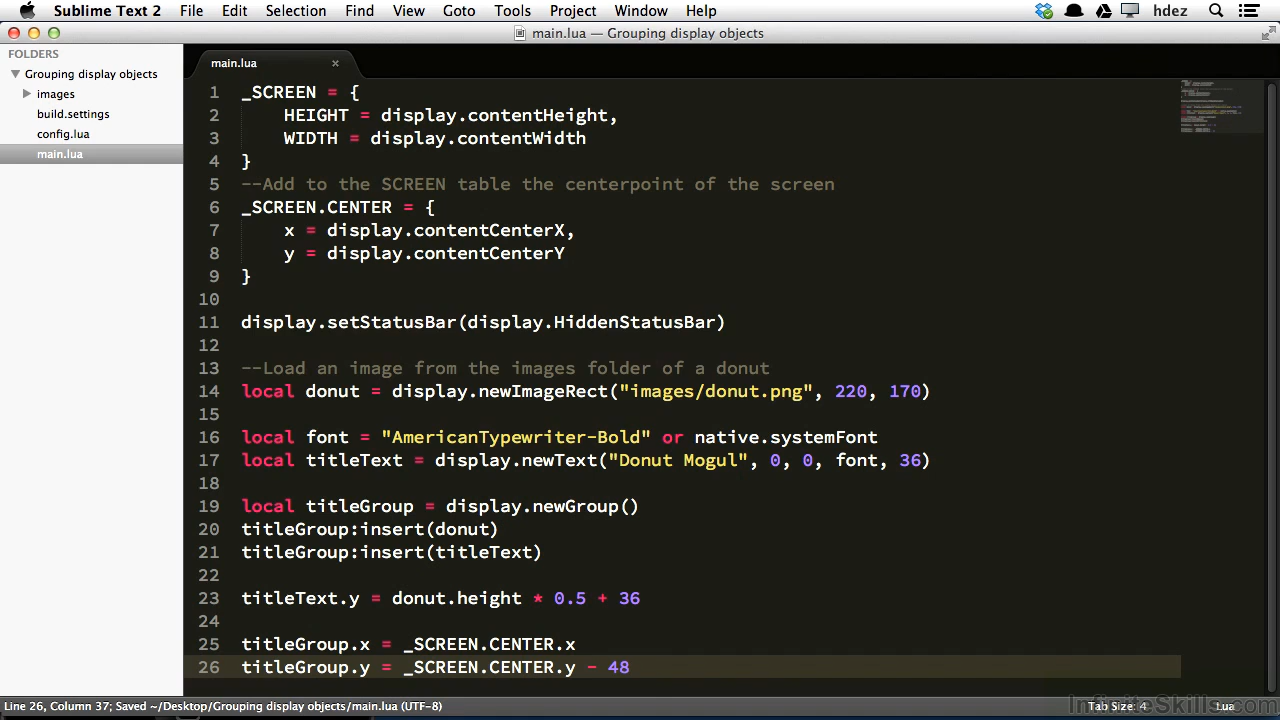 Sublime Text 2 File Edit Selection Find View Goto Tools Project Window Help hdez
main.lua — Grouping display objects
FOLDERS
Grouping display objects
images
build.settings
config.lua
main.lua
main.lua ×
1 _SCREEN = {
2 HEIGHT = display.contentHeight,
3 WIDTH = display.contentWidth
4 }
5 --Add to the SCREEN table the centerpoint of the screen
6 _SCREEN.CENTER = {
7 x = display.contentCenterX,
8 y = display.contentCenterY
9 }
10
11 display.setStatusBar(display.HiddenStatusBar)
12
13 --Load an image from the images folder of a donut
14 local donut = display.newImageRect("images/donut.png", 220, 170)
15
16 local font = "AmericanTypewriter-Bold" or native.systemFont
17 local titleText = display.newText("Donut Mogul", 0, 0, font, 36)
18
19 local titleGroup = display.newGroup()
20 titleGroup:insert(donut)
21 titleGroup:insert(titleText)
22
23 titleText.y = donut.height * 0.5 + 36
24
25 titleGroup.x = _SCREEN.CENTER.x
26 titleGroup.y = _SCREEN.CENTER.y - 48
Line 26, Column 37; Saved ~/Desktop/Grouping display objects/main.lua (UTF-8) Tab Size: 4 Lua
InfiniteSkills.com